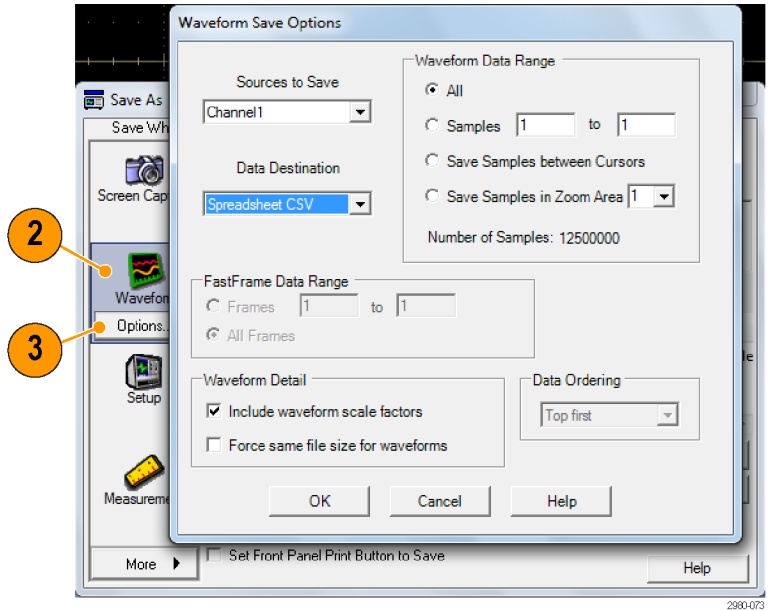 Waveform Save Options
Sources to Save
Channel1
Data Destination
Spreadsheet CSV
Waveform Data Range
All
Samples 1 to 1
Save Samples between Cursors
Save Samples in Zoom Area 1
Number of Samples: 12500000
FastFrame Data Range
Frames 1 to 1
All Frames
Waveform Detail
Include waveform scale factors
Force same file size for waveforms
Data Ordering
Top first
OK Cancel Help
Save As
Save Wh
Screen Cap
2
Wavefor
Options..
3
Setup
Measureme
More
Set Front Panel Print Button to Save
Help
le
2980-073